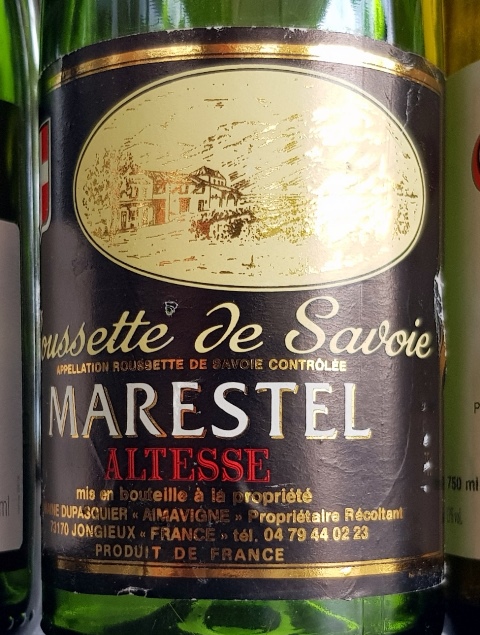 oussette de Savoie
APPELLATION ROUSSETTE DE SAVOIE CONTRÔLÉE
MARESTEL
ALTESSE
mis en bouteille à la propriété
DUPASQUIER « AIMAVIGNE » Propriétaire Récoltant
73170 JONGIEUX « FRANCE » tél. 04 79 44 02 23
PRODUIT DE FRANCE
750 ml
ml